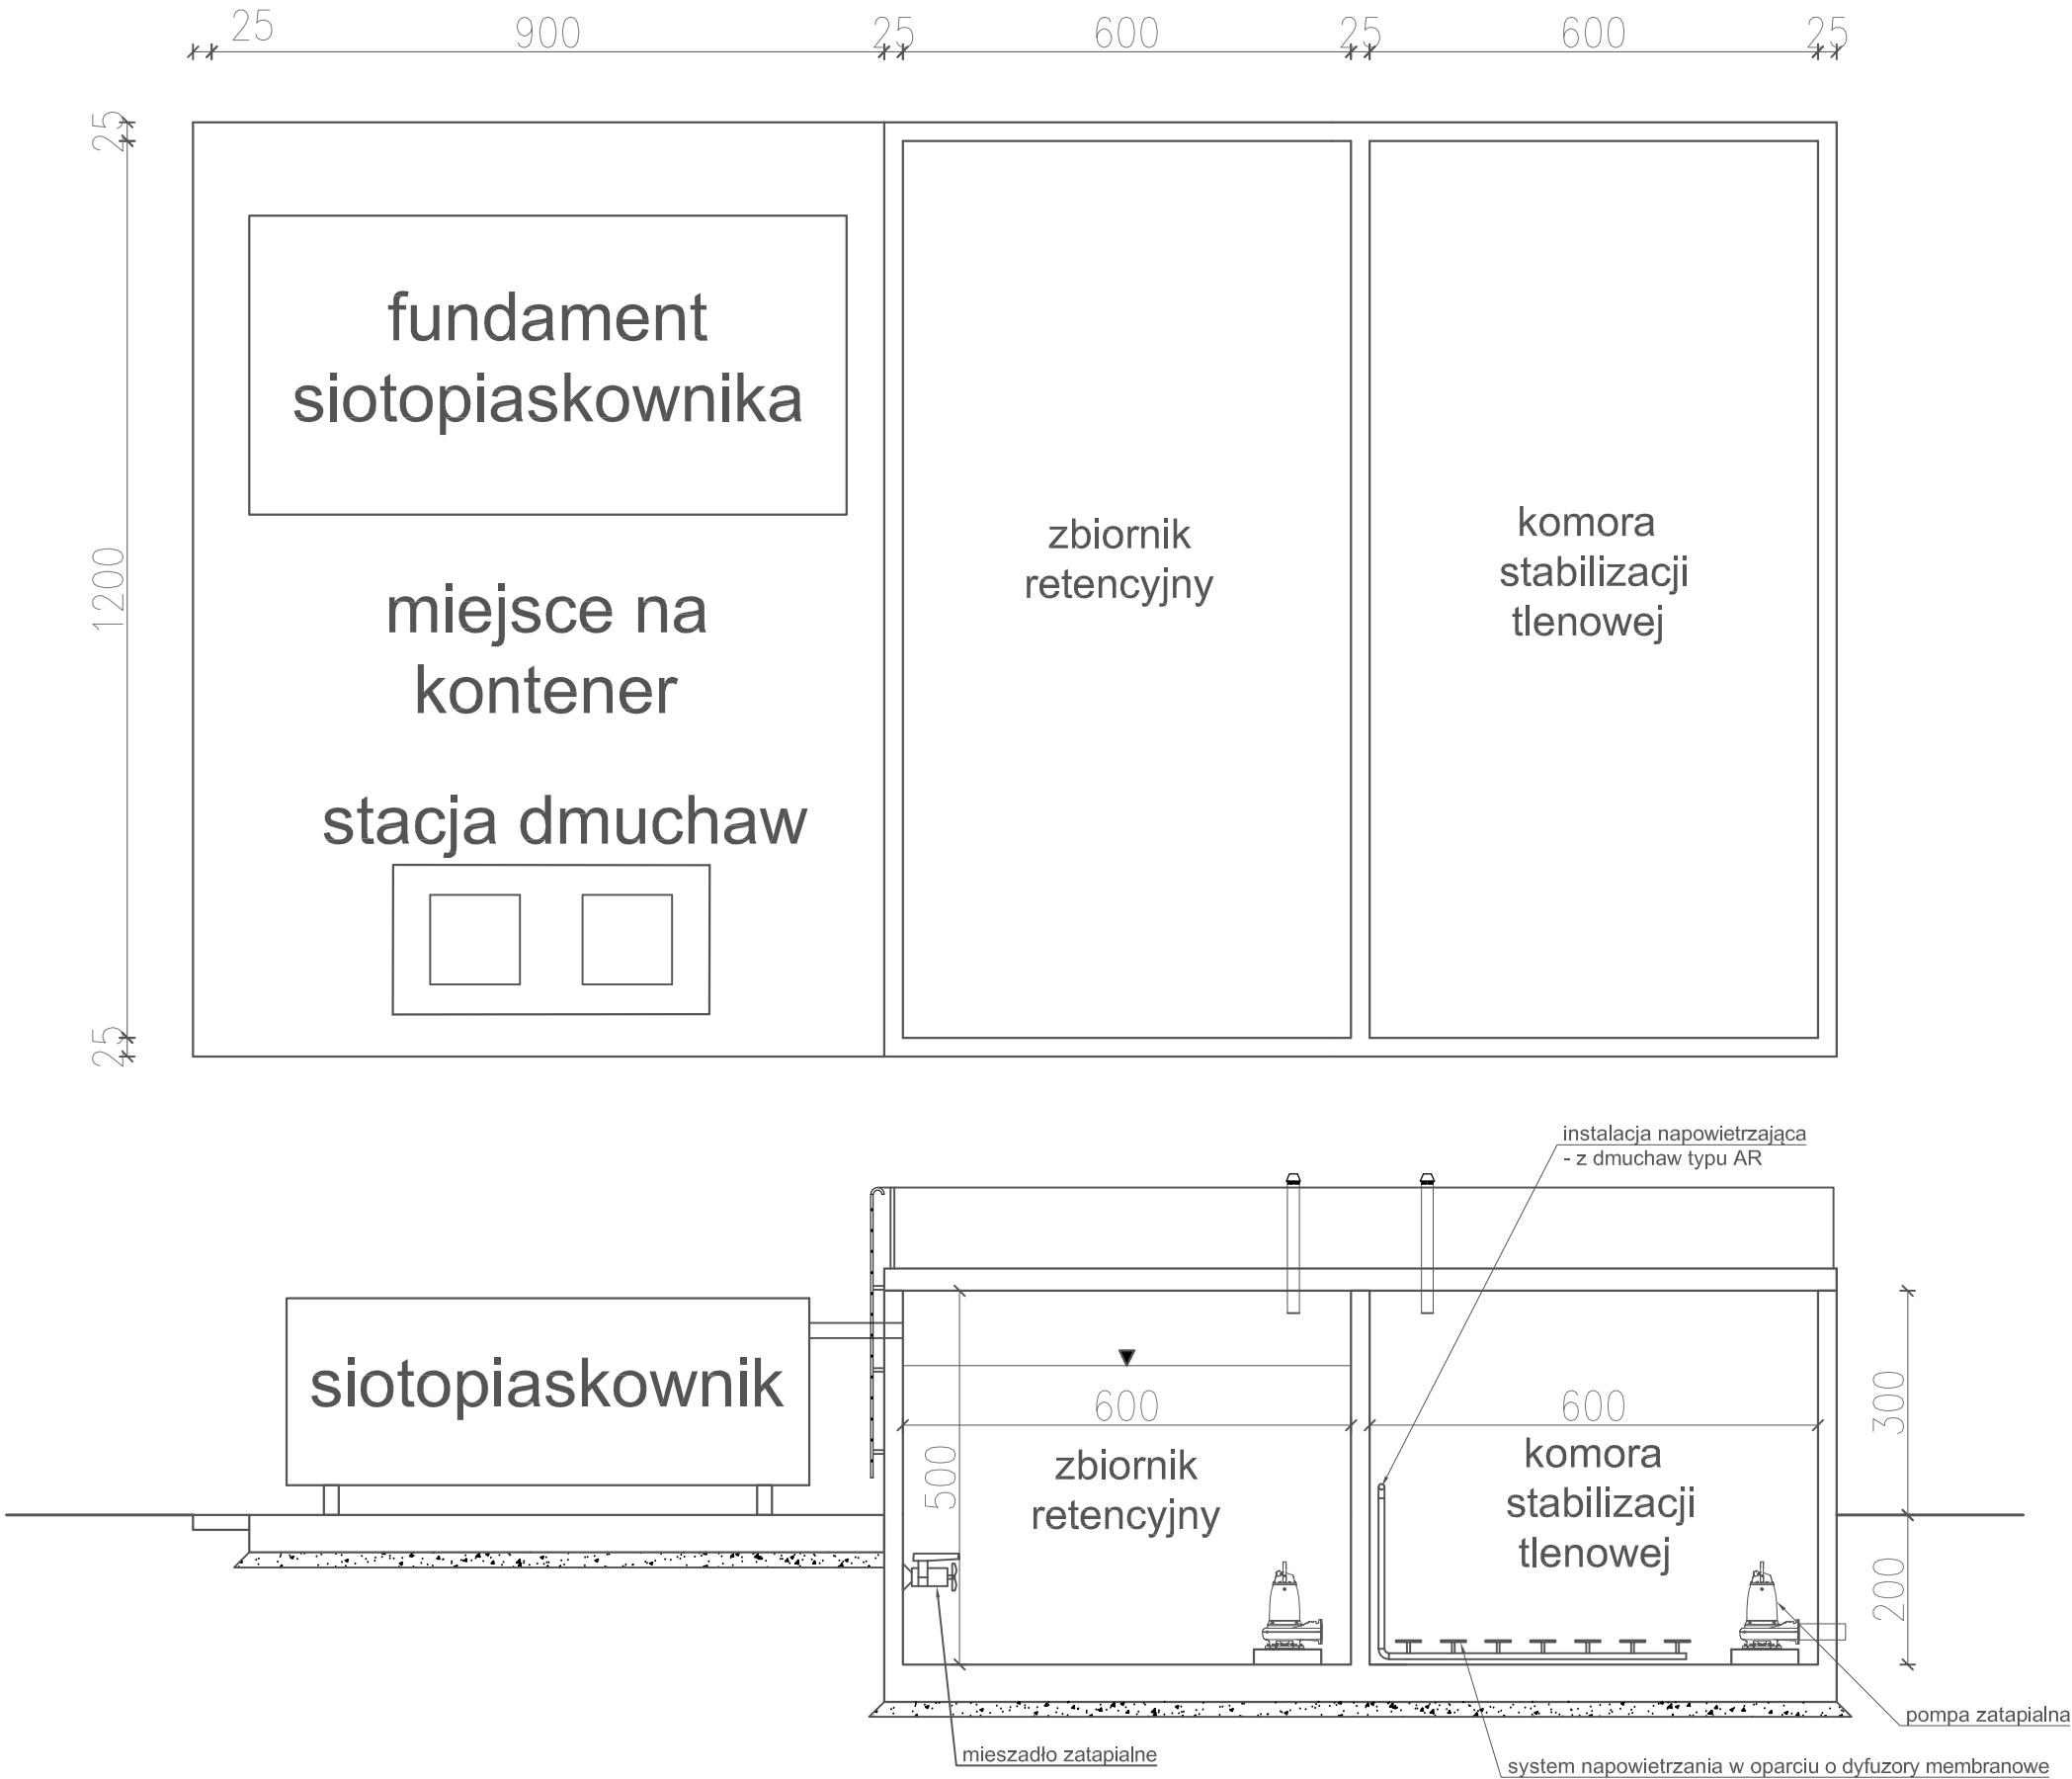 25 900 25 600 25 600 25
25
1200
25
fundament
siotopiaskownika
miejsce na
kontener
stacja dmuchaw
zbiornik
retencyjny
komora
stabilizacji
tlenowej
instalacja napowietrzająca
- z dmuchaw typu AR
siotopiaskownik
500
600
zbiornik
retencyjny
600
komora
stabilizacji
tlenowej
300
200
pompa zatapialna
mieszadło zatapialne
system napowietrzania w oparciu o dyfuzory membranowe